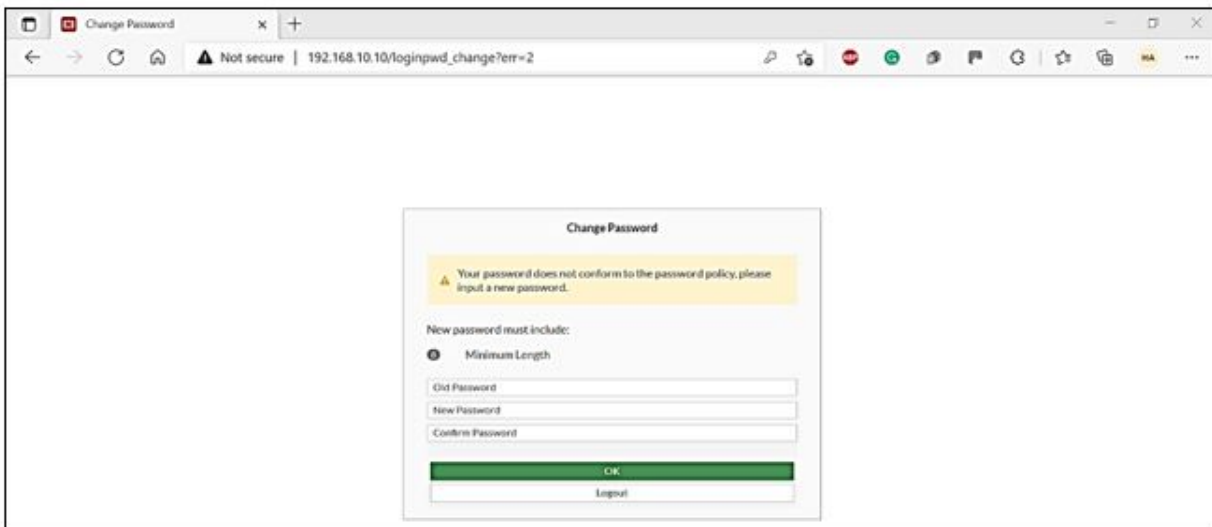 Change Password
Not secure | 192.168.10.10/loginpwd_change?err=2
ABP
G
HA
Change Password
Your password does not conform to the password policy, please
input a new password.
New password must include:
Minimum Length
Old Password
New Password
Confirm Password
OK
Logout